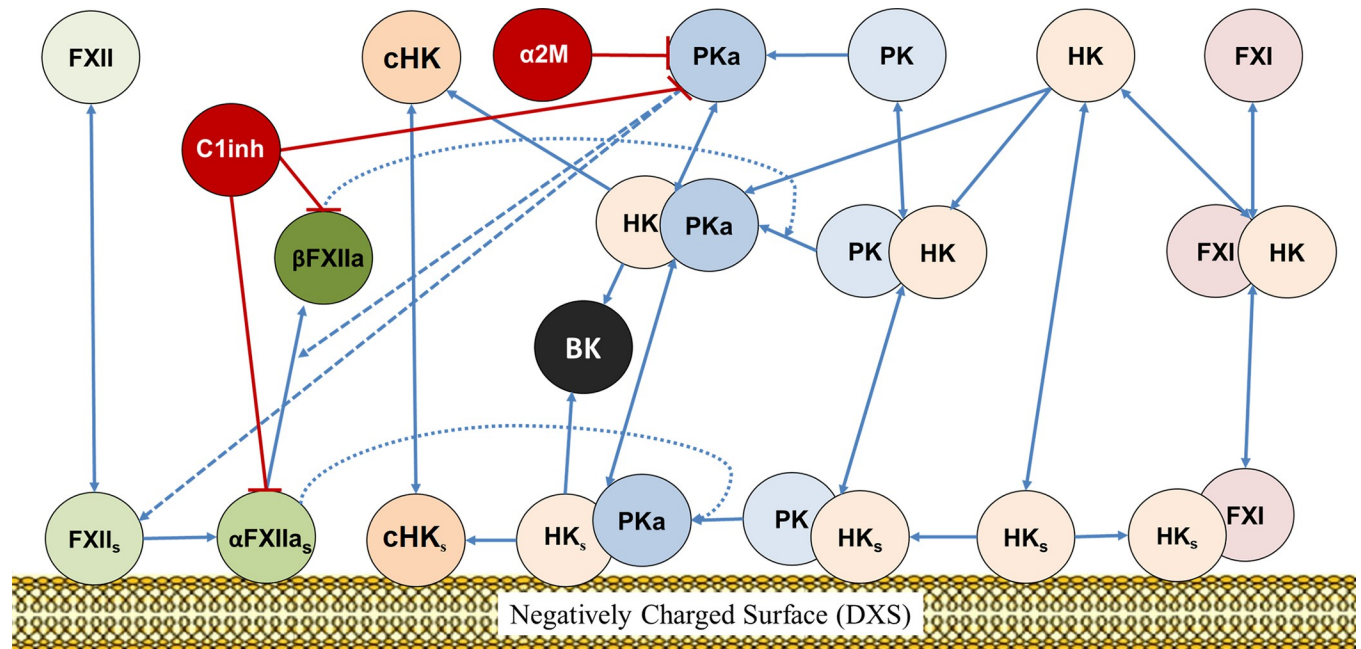 FXII
cHK
α2M
PKa
PK
HK
FXI
C1inh
HK
PKa
PK
HK
FXI
HK
βFXIIa
BK
FXIIs
αFXIIas
cHKs
HKs
PKa
PK
HKs
HKs
HKs
FXI
Negatively Charged Surface (DXS)